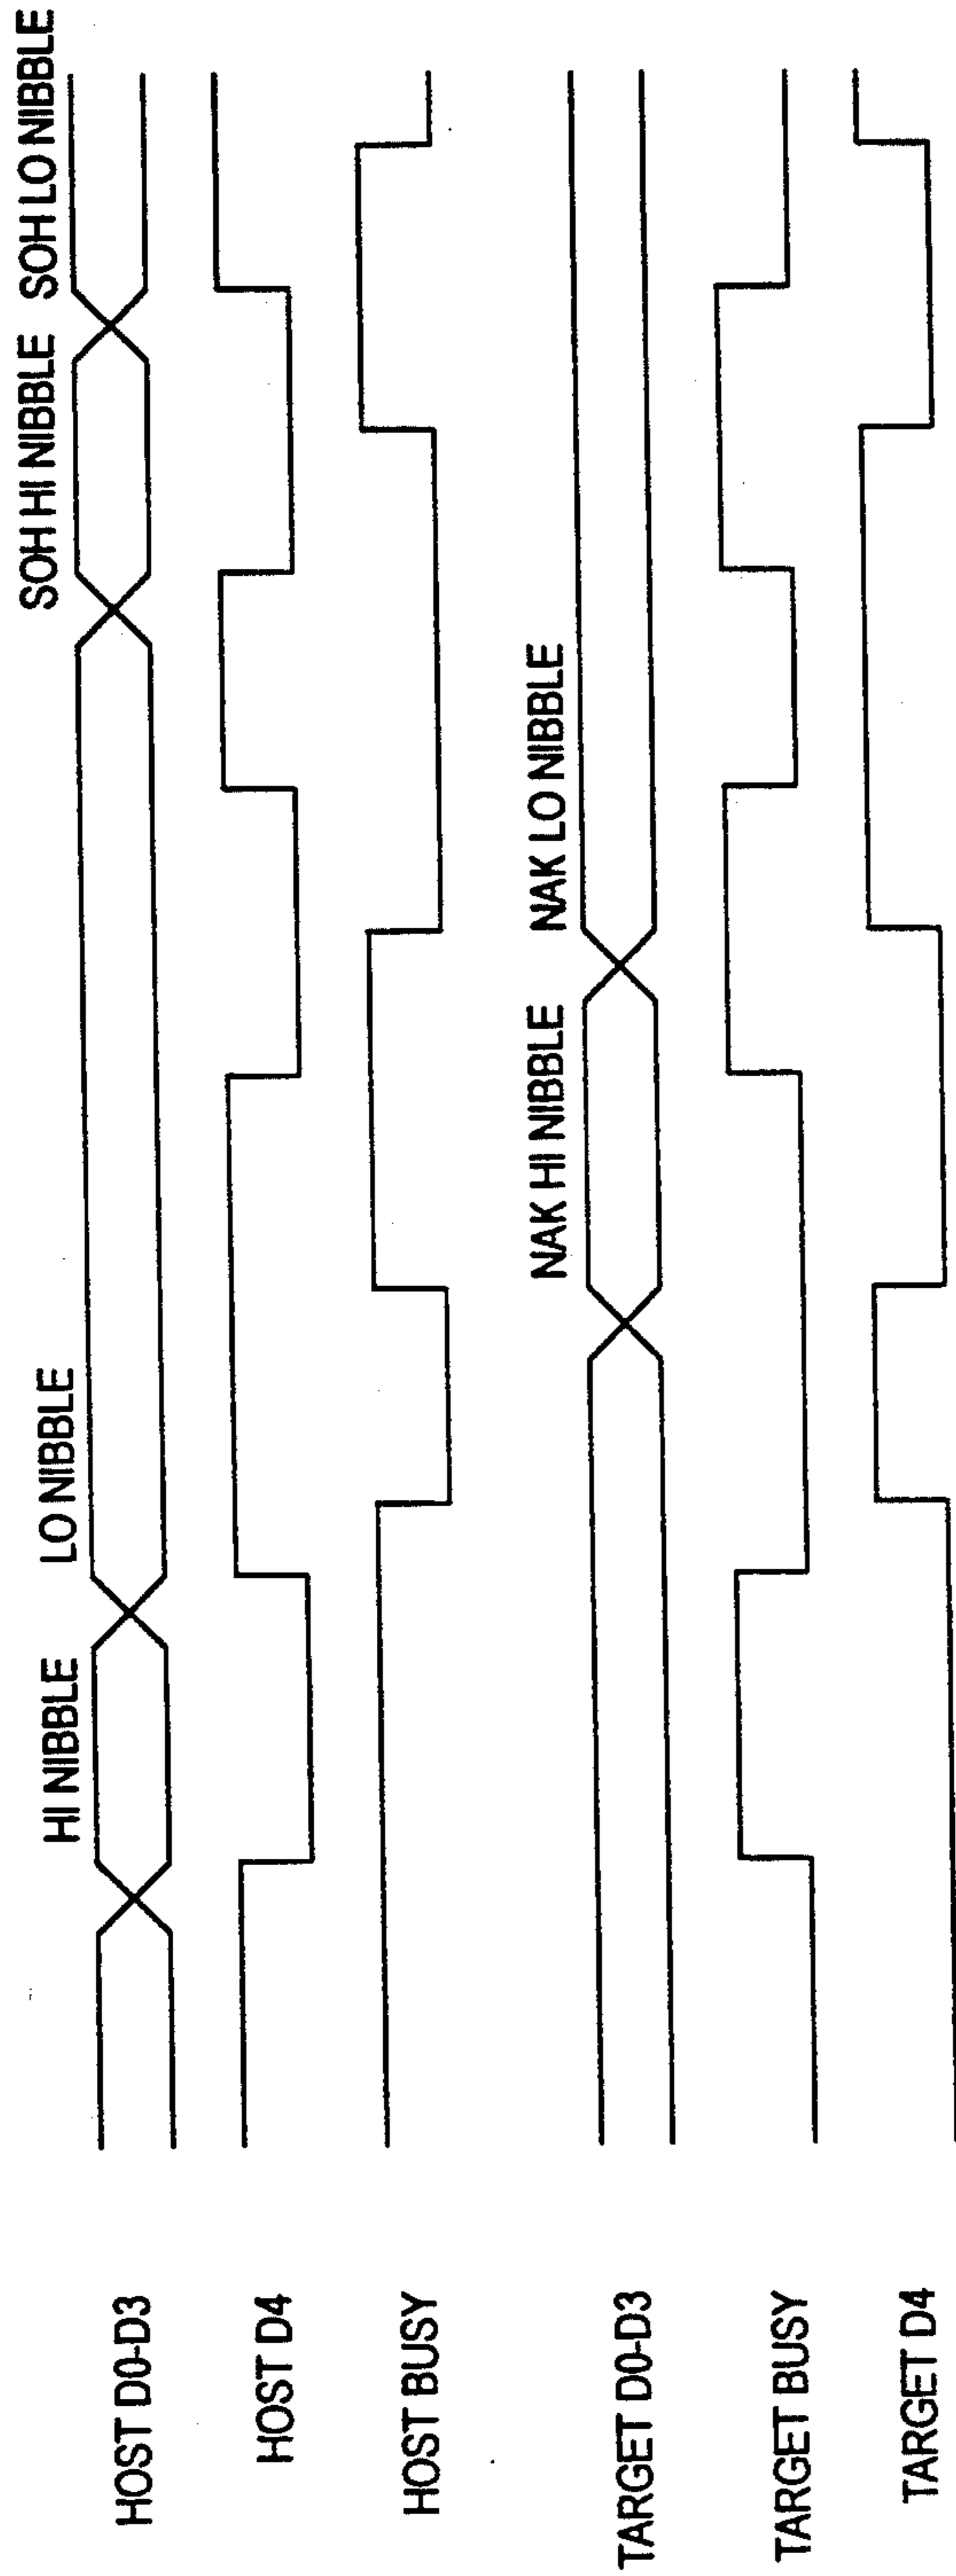 HI NIBBLE LO NIBBLE SOH HI NIBBLE SOH LO NIBBLE
HOST D0-D3
HOST D4
HOST BUSY
NAK HI NIBBLE NAK LO NIBBLE
TARGET D0-D3
TARGET BUSY
TARGET D4